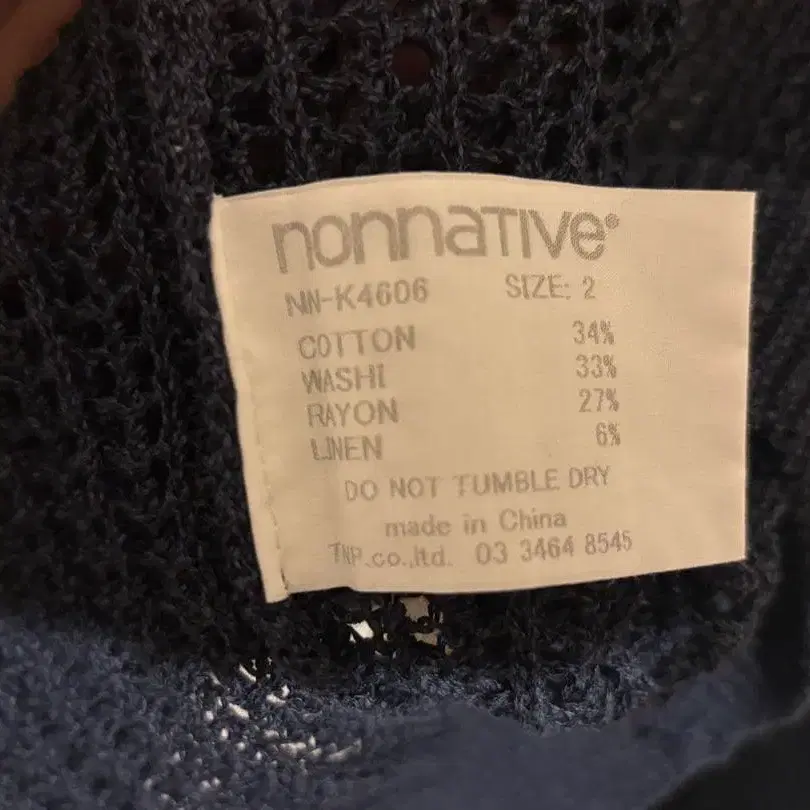 nonnative
NN-K4606 SIZE: 2
COTTON 34%
WASHI 33%
RAYON 27%
LINEN 6%
DO NOT TUMBLE DRY
made in China
TNP.co.,ltd. 03 3464 8545